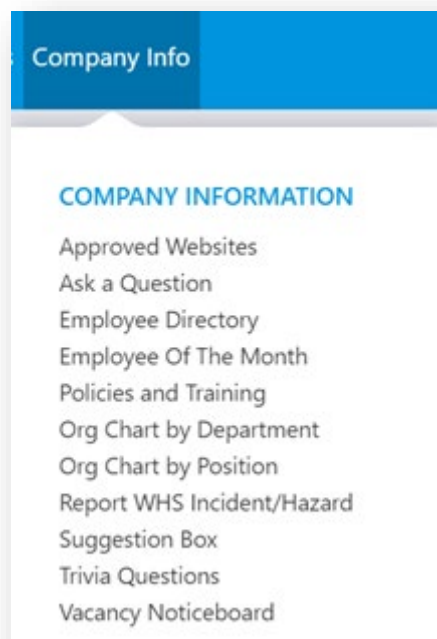 Company Info
COMPANY INFORMATION
Approved Websites
Ask a Question
Employee Directory
Employee Of The Month
Policies and Training
Org Chart by Department
Org Chart by Position
Report WHS Incident/Hazard
Suggestion Box
Trivia Questions
Vacancy Noticeboard